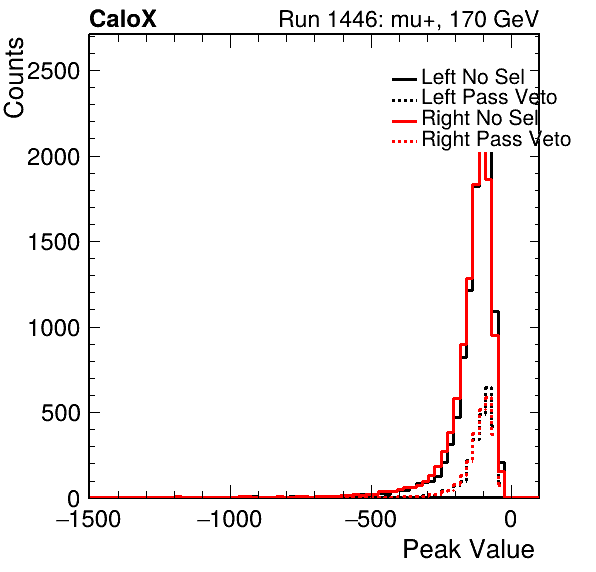 CaloX Run 1446: mu+, 170 GeV
Counts
2500
2000
1500
1000
500
0
Left No Sel
Left Pass Veto
Right No Sel
Right Pass Veto
−1500 −1000 −500 0
Peak Value